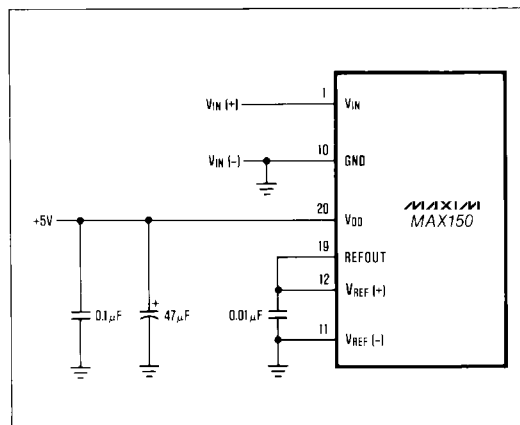 VIN (+)
1
VIN
VIN (-)
10
GND
MAXIM
MAX150
+5V
20
VDD
19
REFOUT
12
VREF (+)
0.1µF
+
47µF
0.01µF
11
VREF (-)